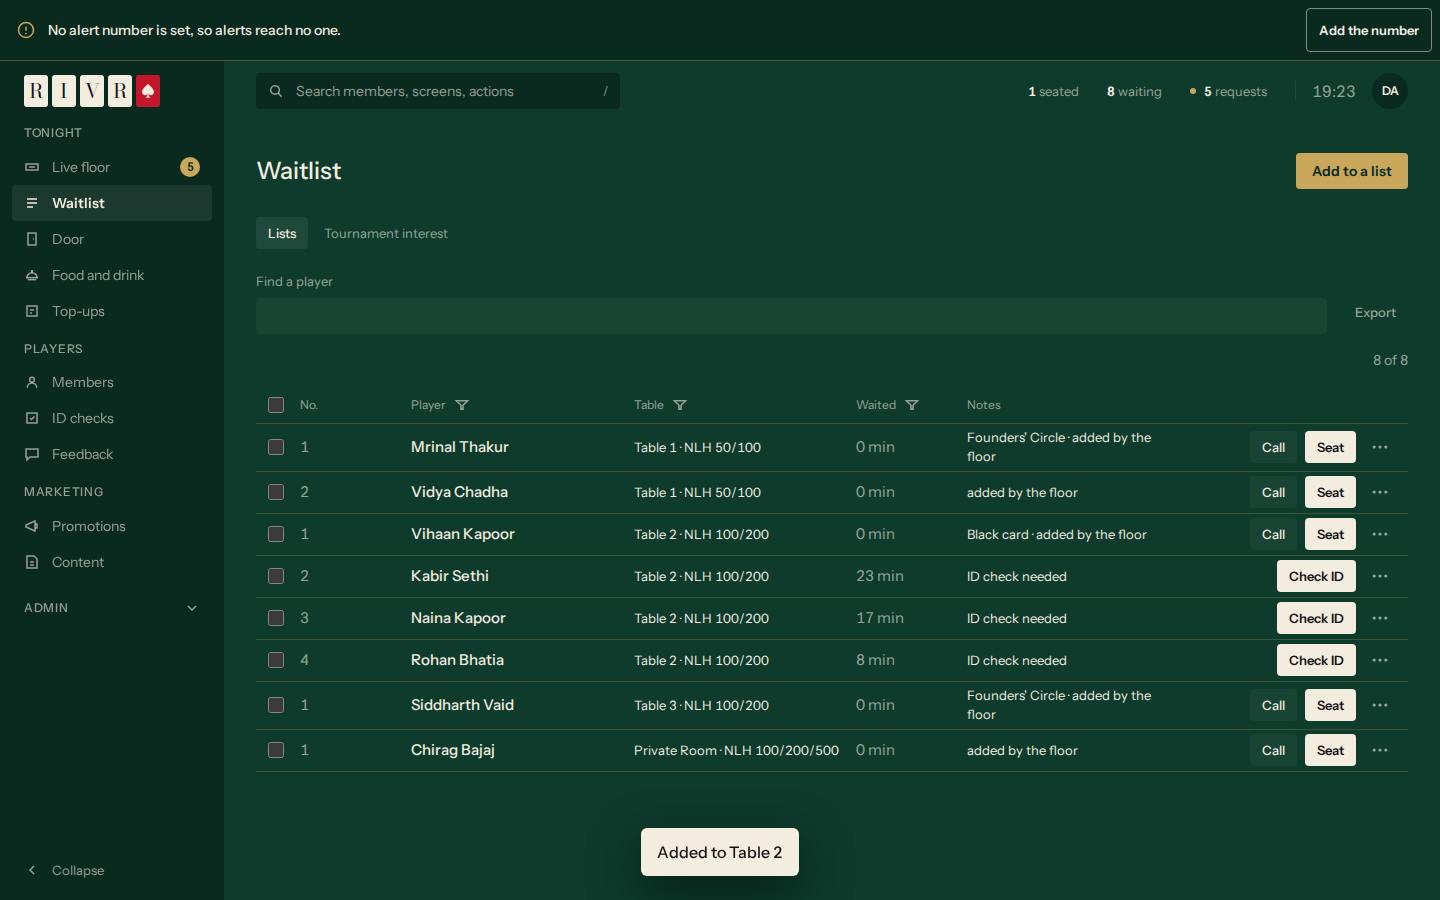 No alert number is set, so alerts reach no one.
Add the number
R I V R
Search members, screens, actions /
1 seated 8 waiting 5 requests 19:23 DA
TONIGHT
Live floor 5
Waitlist
Door
Food and drink
Top-ups
PLAYERS
Members
ID checks
Feedback
MARKETING
Promotions
Content
ADMIN
Collapse
Waitlist
Add to a list
Lists Tournament interest
Find a player
Export
8 of 8
No. Player Table Waited Notes
1 Mrinal Thakur Table 1 · NLH 50/100 0 min Founders' Circle · added by the
floor
Call Seat
2 Vidya Chadha Table 1 · NLH 50/100 0 min added by the floor Call Seat
1 Vihaan Kapoor Table 2 · NLH 100/200 0 min Black card · added by the floor Call Seat
2 Kabir Sethi Table 2 · NLH 100/200 23 min ID check needed Check ID
3 Naina Kapoor Table 2 · NLH 100/200 17 min ID check needed Check ID
4 Rohan Bhatia Table 2 · NLH 100/200 8 min ID check needed Check ID
1 Siddharth Vaid Table 3 · NLH 100/200 0 min Founders' Circle · added by the
floor
Call Seat
1 Chirag Bajaj Private Room · NLH 100/200/500 0 min added by the floor Call Seat
Added to Table 2